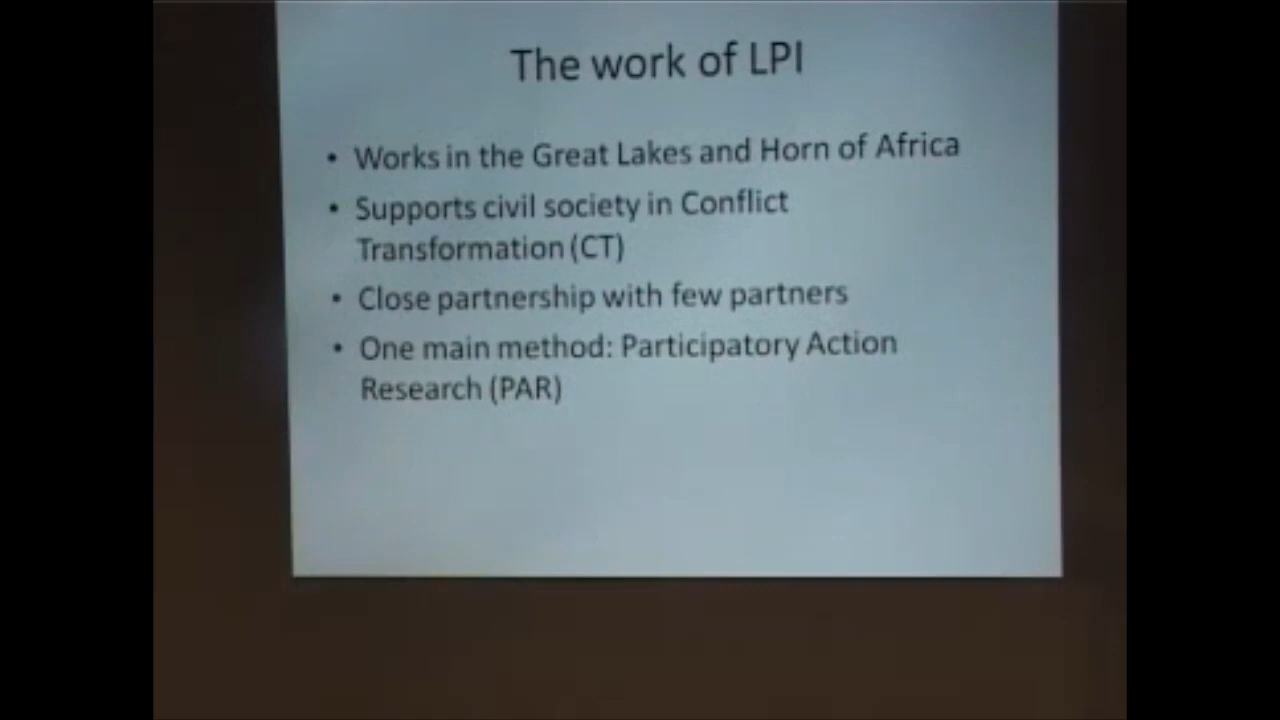 The work of LPI
• Works in the Great Lakes and Horn of Africa
• Supports civil society in Conflict
Transformation (CT)
• Close partnership with few partners
• One main method: Participatory Action
Research (PAR)